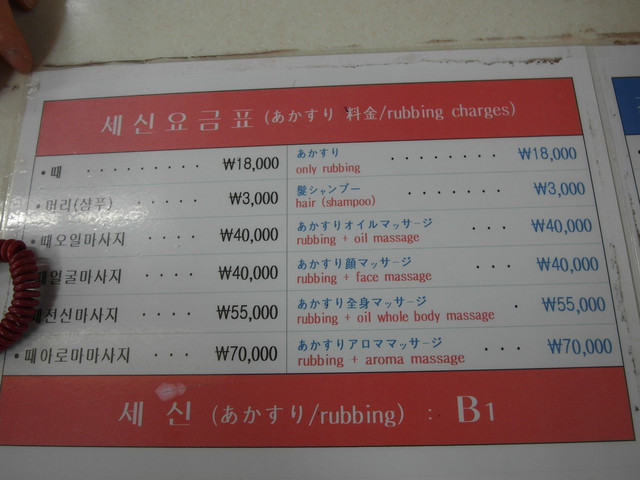 세신요금표 (あかすり 料金/rubbing charges)
• 때 · · · · · · · · · ₩18,000
あかすり · · · · · · · · ₩18,000
only rubbing
• 머리(샴푸) · · · · · ₩3,000
髪シャンプー · · · · · · · ₩3,000
hair (shampoo)
• 때오일마사지 · · · · ₩40,000
あかすりオイルマッサージ · · · ₩40,000
rubbing + oil massage
때얼굴마사지 · · · · ₩40,000
あかすり顔マッサージ · · · ₩40,000
rubbing + face massage
때전신마사지 · · · · ₩55,000
あかすり全身マッサージ · ₩55,000
rubbing + oil whole body massage
• 때아로마마사지 · · · ₩70,000
あかすりアロママッサージ · · · ₩70,000
rubbing + aroma massage
세 신 (あかすり/rubbing) : B1